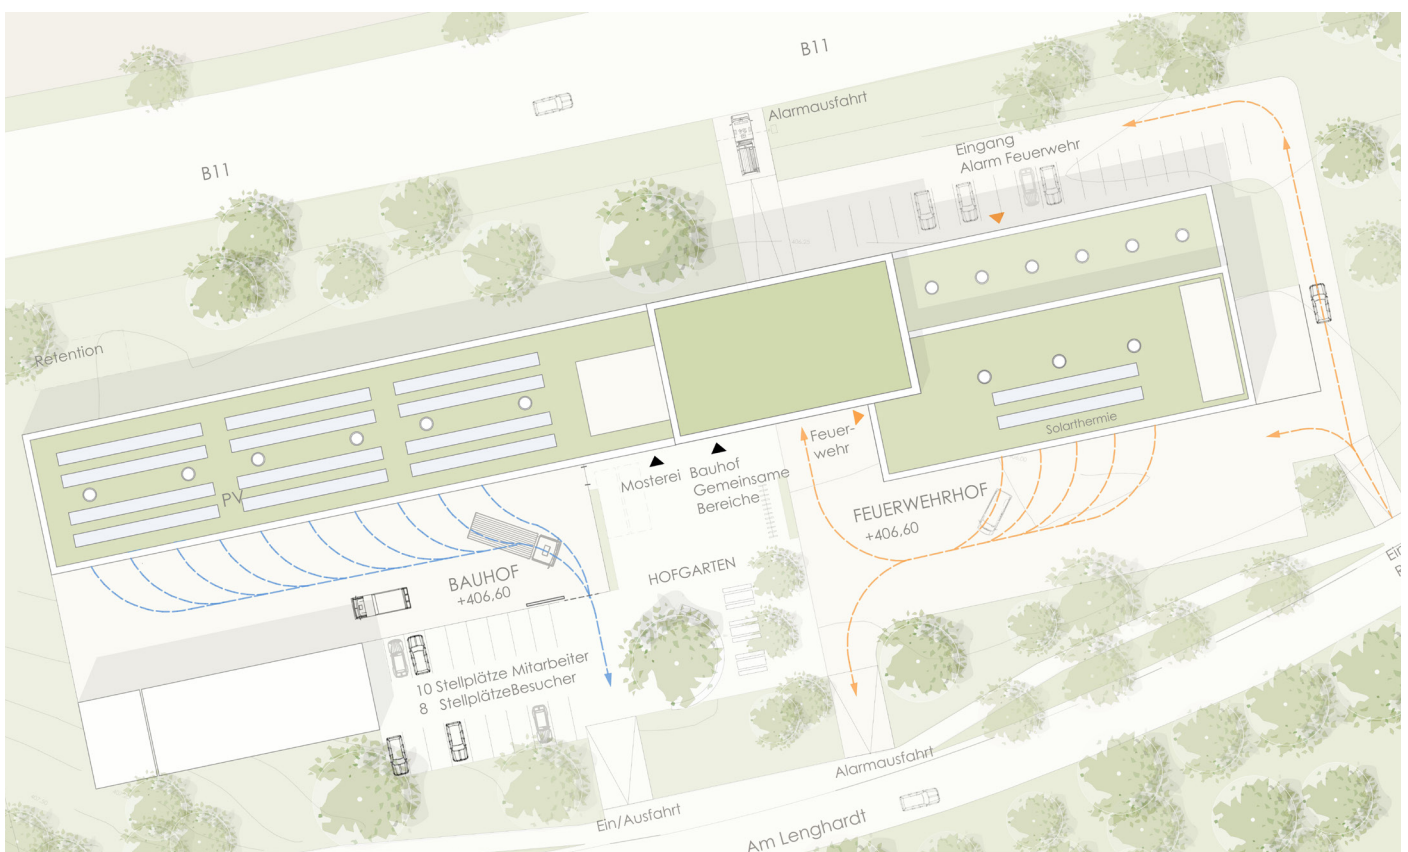 B11
Alarmausfahrt
Eingang
Alarm Feuerwehr
B11
Retention
Solarthermie
Feuer-
wehr
Mosterei
Bauhof
Gemeinsame
Bereiche
PV
FEUERWEHRHOF
+406,60
BAUHOF
+406,60
HOFGARTEN
10 Stellplätze Mitarbeiter
8 StellplätzeBesucher
Alarmausfahrt
Ein/Ausfahrt
Am Lenghardt